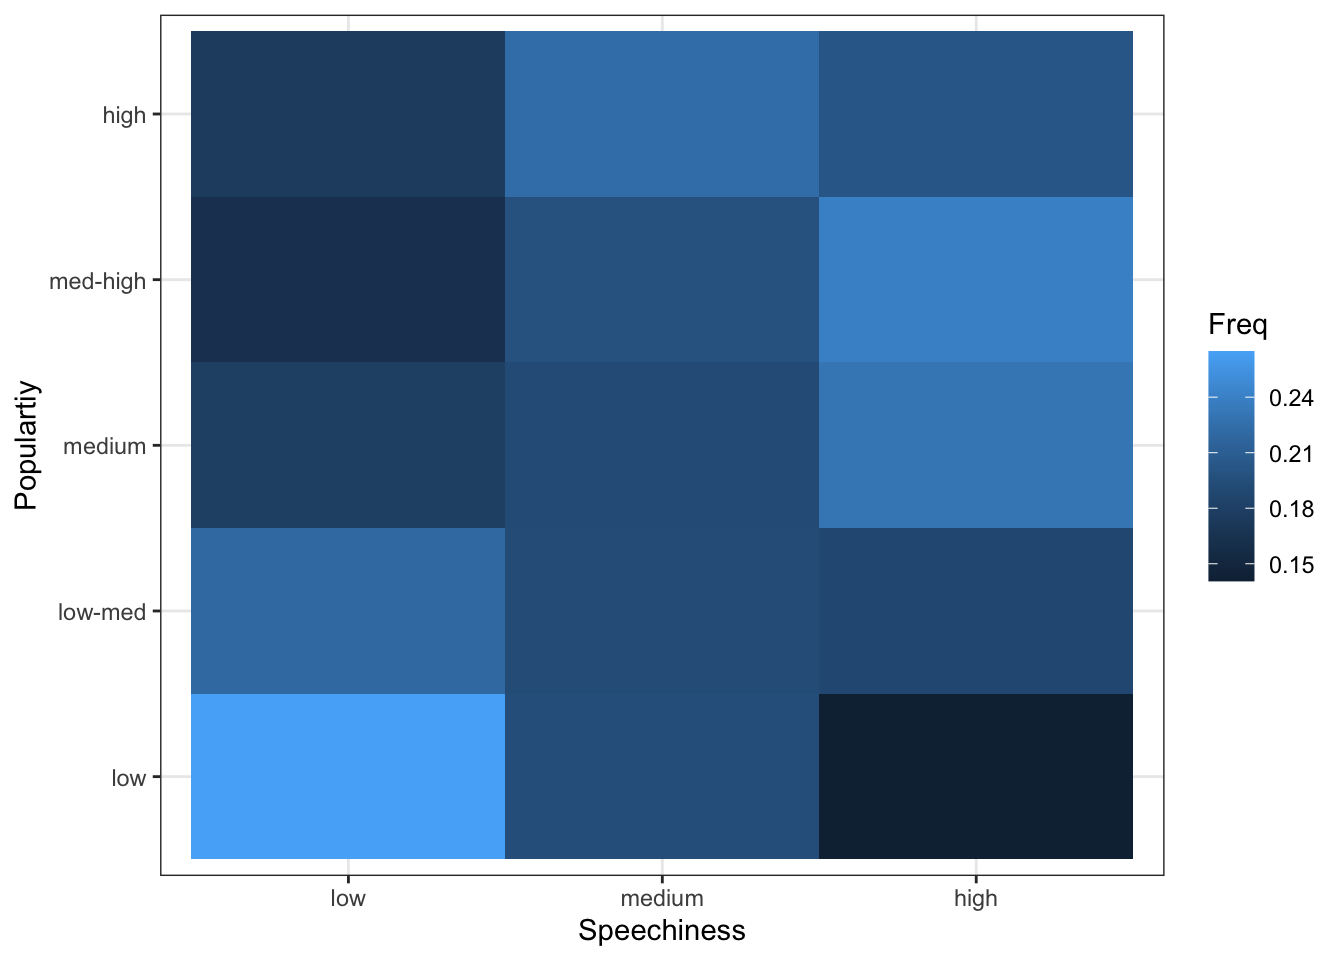 high
med-high
medium
low-med
low
Populartiy
low medium high
Speechiness
Freq
0.24
0.21
0.18
0.15